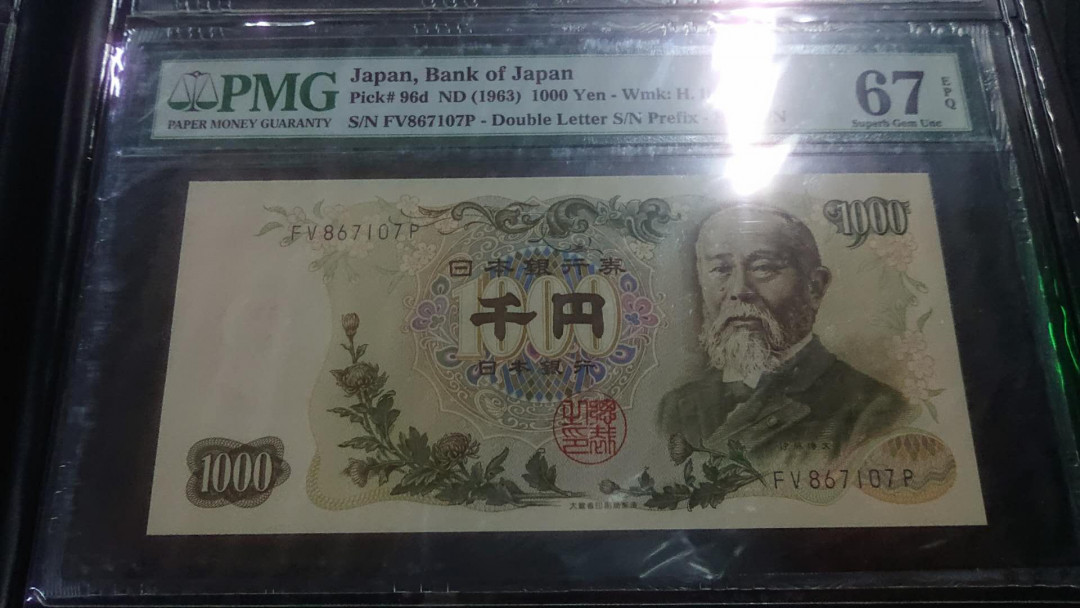 PMG
PAPER MONEY GUARANTY
Japan, Bank of Japan
Pick# 96d ND (1963) 1000 Yen - Wmk: H.
S/N FV867107P - Double Letter S/N Prefix -
67
EPQ
Superb Gem Unc
FV867107P
1000
日本銀行券
1000
千円
日本銀行
1000
FV867107P